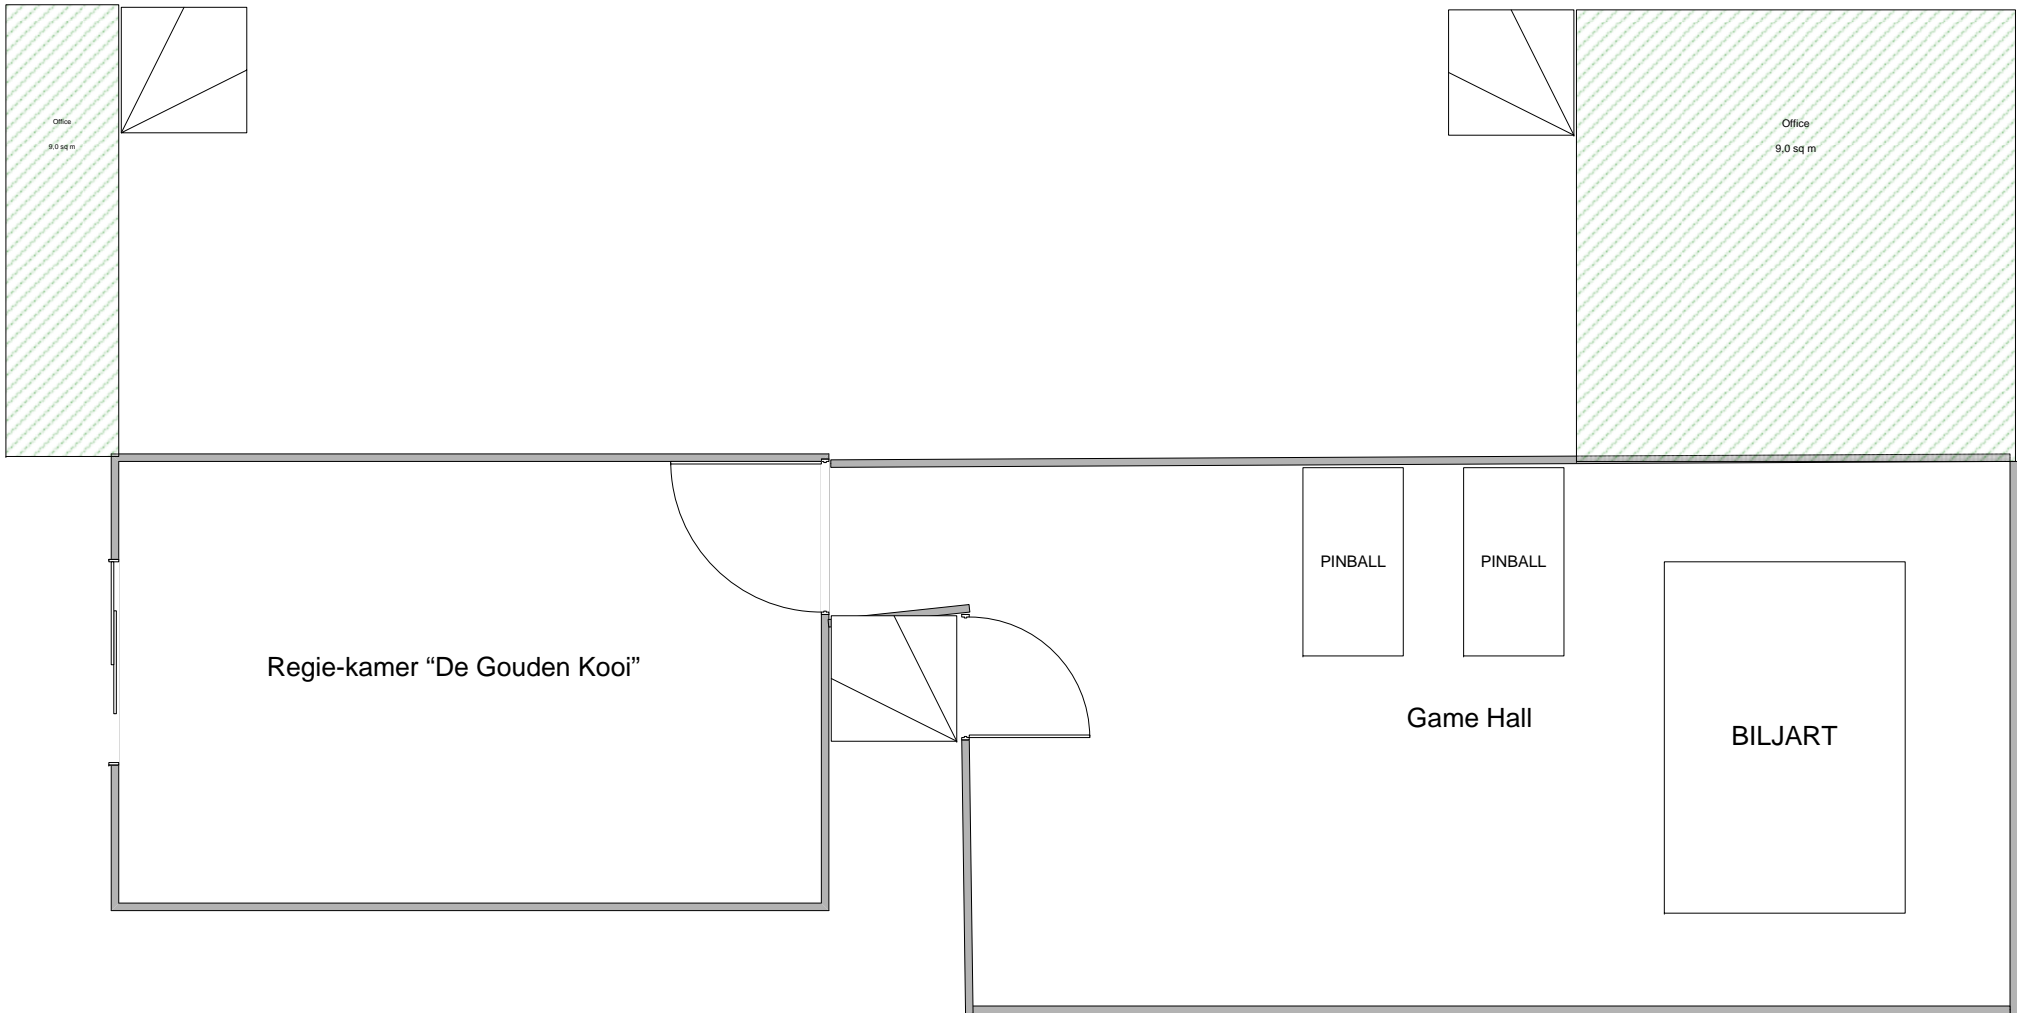 Office
9,0 sq m
Office
9,0 sq m
PINBALL
PINBALL
Regie-kamer “De Gouden Kooi”
Game Hall
BILJART